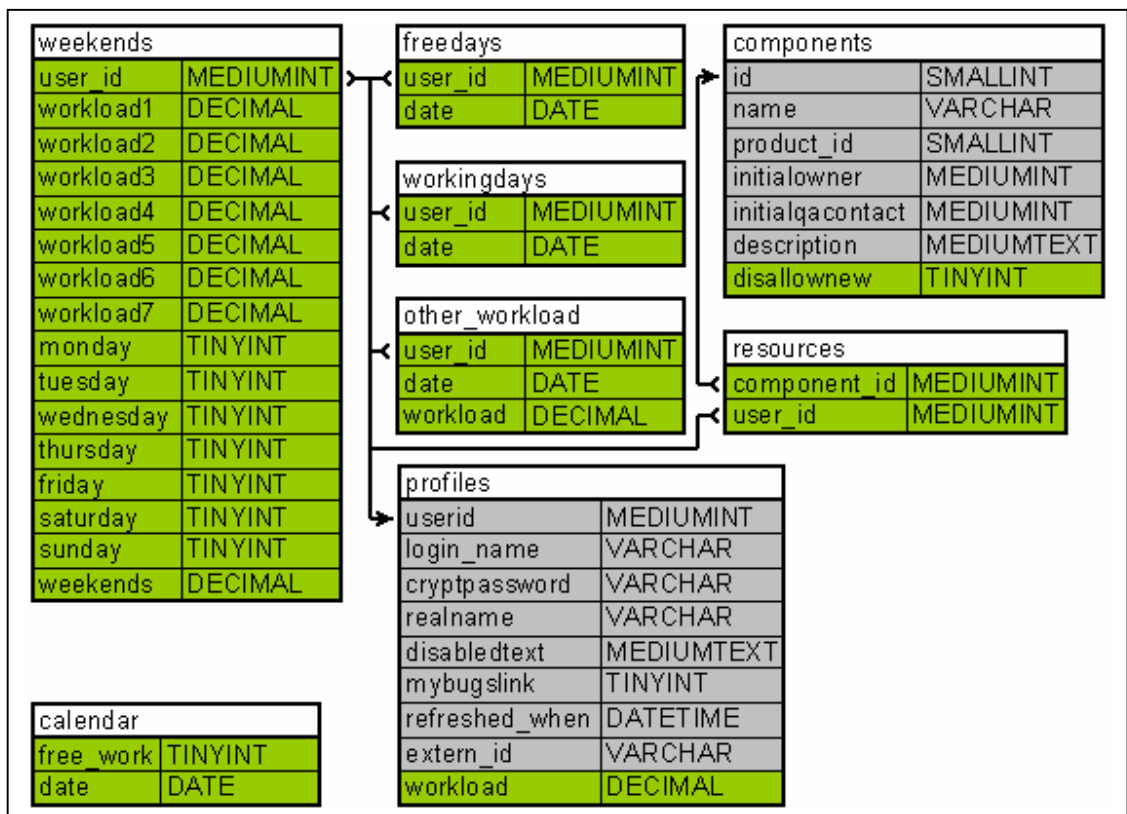 weekends
user_id MEDIUMINT
workload1 DECIMAL
workload2 DECIMAL
workload3 DECIMAL
workload4 DECIMAL
workload5 DECIMAL
workload6 DECIMAL
workload7 DECIMAL
monday TINYINT
tuesday TINYINT
wednesday TINYINT
thursday TINYINT
friday TINYINT
saturday TINYINT
sunday TINYINT
weekends DECIMAL
freedays
user_id MEDIUMINT
date DATE
workingdays
user_id MEDIUMINT
date DATE
other_workload
user_id MEDIUMINT
date DATE
workload DECIMAL
components
id SMALLINT
name VARCHAR
product_id SMALLINT
initialowner MEDIUMINT
initialqacontact MEDIUMINT
description MEDIUMTEXT
disallownew TINYINT
resources
component_id MEDIUMINT
user_id MEDIUMINT
profiles
userid MEDIUMINT
login_name VARCHAR
cryptpassword VARCHAR
realname VARCHAR
disabledtext MEDIUMTEXT
mybugslink TINYINT
refreshed_when DATETIME
extern_id VARCHAR
workload DECIMAL
calendar
free_work TINYINT
date DATE